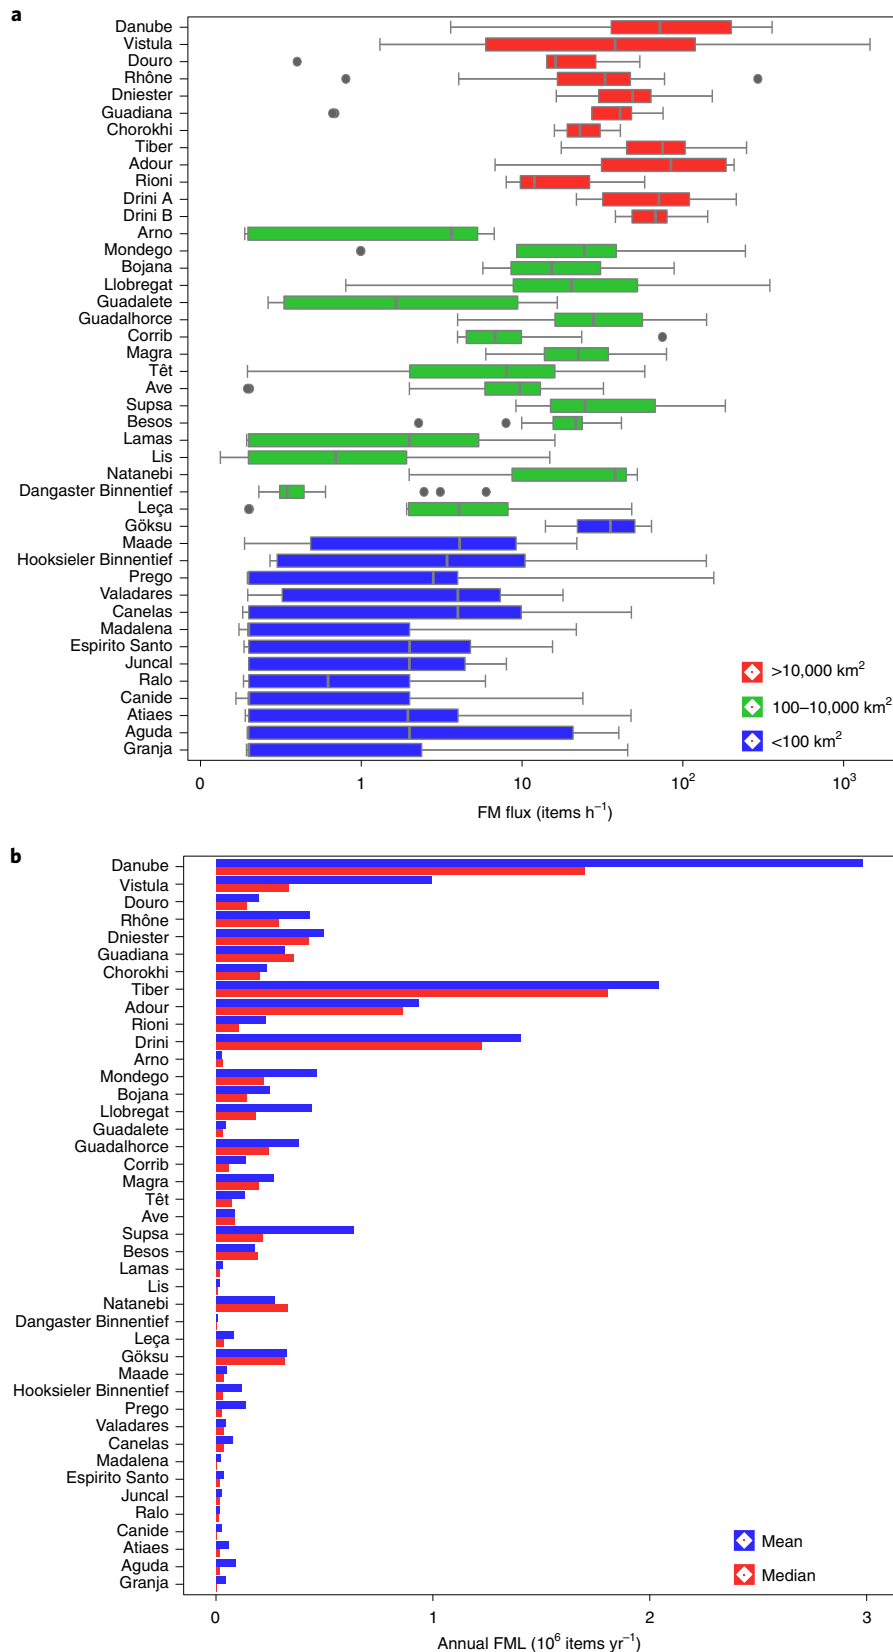 a
Danube
Vistula
Douro
Rhône
Dniester
Guadiana
Chorokhi
Tiber
Adour
Rioni
Drini A
Drini B
Arno
Mondego
Bojana
Llobregat
Guadalete
Guadalhorce
Corrib
Magra
Têt
Ave
Supsa
Besos
Lamas
Lis
Natanebi
Dangaster Binnentief
Leça
Göksu
Maade
Hooksieler Binnentief
Prego
Valadares
Canelas
Madalena
Espirito Santo
Juncal
Ralo
Canide
Atiaes
Aguda
Granja
>10,000 km²
100–10,000 km²
<100 km²
0 1 10 10² 10³
FM flux (items h⁻¹)
b
Danube
Vistula
Douro
Rhône
Dniester
Guadiana
Chorokhi
Tiber
Adour
Rioni
Drini
Arno
Mondego
Bojana
Llobregat
Guadalete
Guadalhorce
Corrib
Magra
Têt
Ave
Supsa
Besos
Lamas
Lis
Natanebi
Dangaster Binnentief
Leça
Göksu
Maade
Hooksieler Binnentief
Prego
Valadares
Canelas
Madalena
Espirito Santo
Juncal
Ralo
Canide
Atiaes
Aguda
Granja
Mean
Median
0 1 2 3
Annual FML (10⁶ items yr⁻¹)